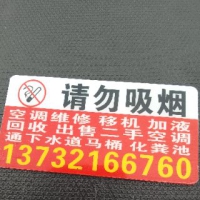 请勿吸烟
空调维修 移机 加液
回收 出售二手空调
通下水道马桶 化粪池
13732166760